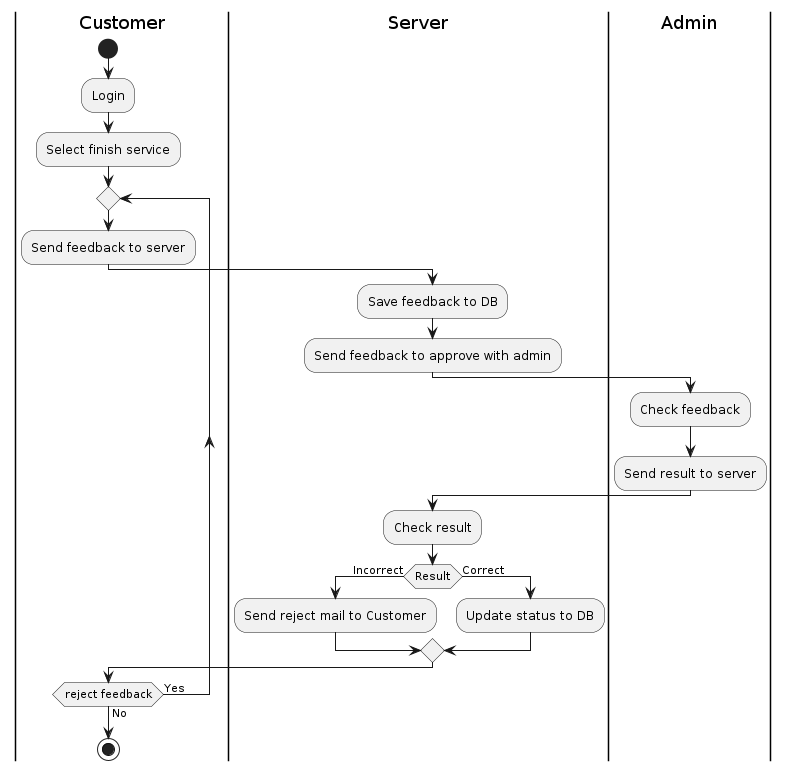 Customer
Server
Admin
Login
Select finish service
Send feedback to server
Save feedback to DB
Send feedback to approve with admin
Check feedback
Send result to server
Check result
Incorrect
Result
Correct
Send reject mail to Customer
Update status to DB
reject feedback
Yes
No